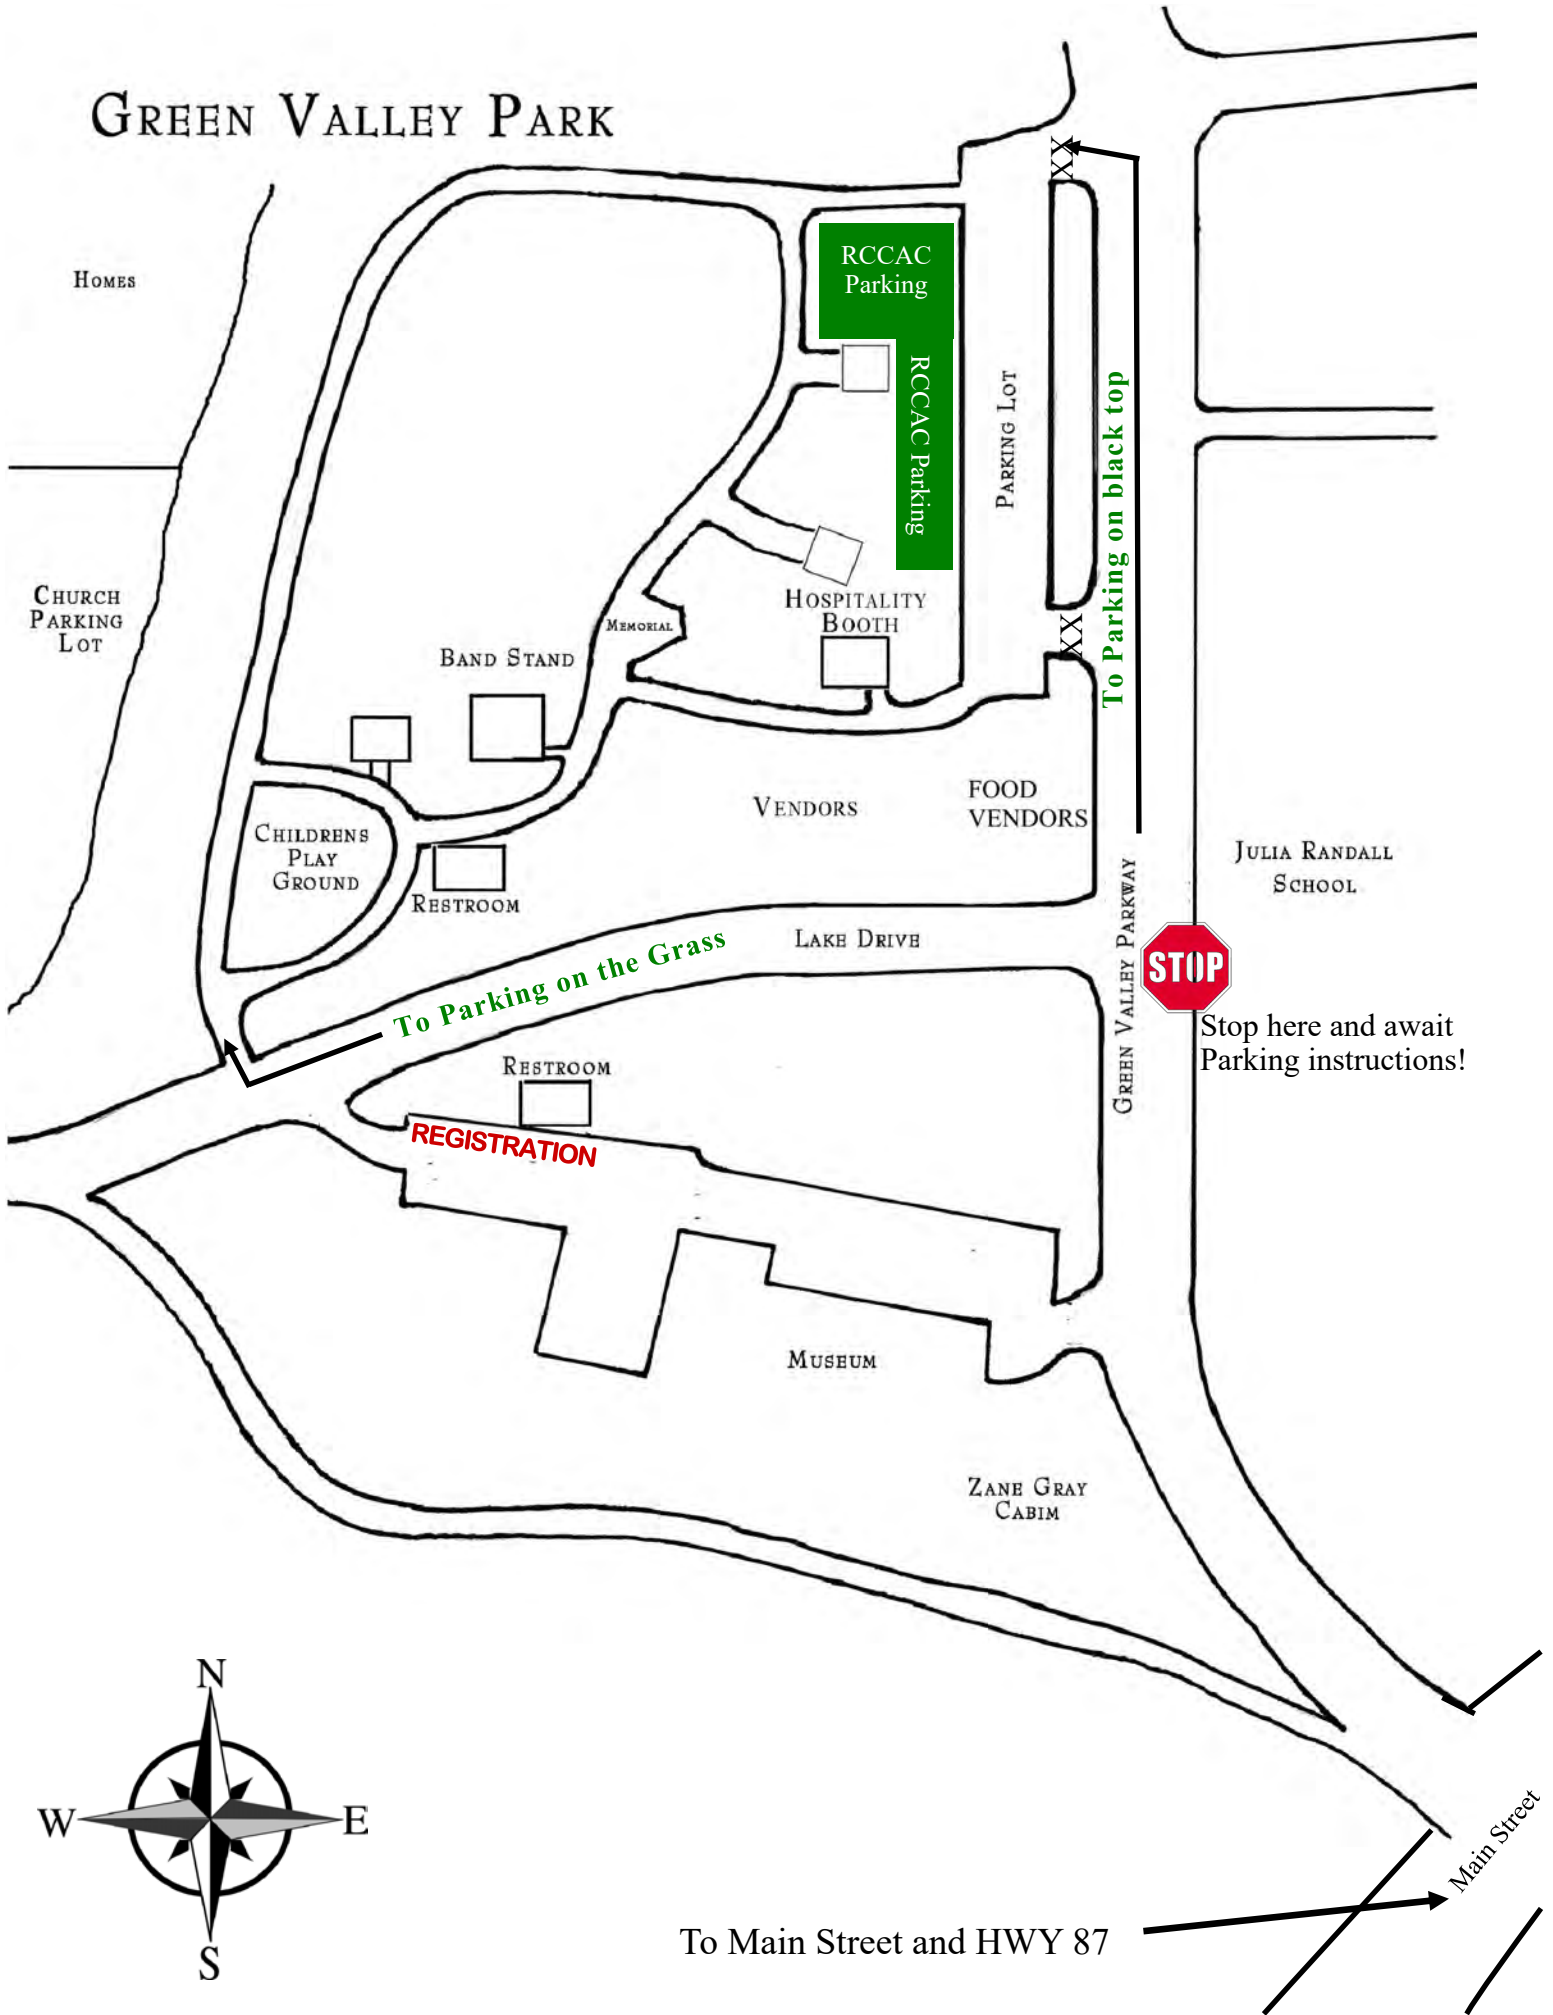 GREEN VALLEY PARK
XX
RCCAC
Parking
HOMES
RCCAC Parking
PARKING LOT
To Parking on black top
CHURCH
PARKING
LOT
HOSPITALITY
BOOTH
MEMORIAL
XX
BAND STAND
VENDORS
FOOD
VENDORS
CHILDRENS
PLAY
GROUND
RESTROOM
JULIA RANDALL
SCHOOL
To Parking on the Grass
LAKE DRIVE
GREEN VALLEY PARKWAY
STOP
Stop here and await
Parking instructions!
RESTROOM
REGISTRATION
MUSEUM
ZANE GRAY
CABIM
N
W
E
S
Main Street
To Main Street and HWY 87